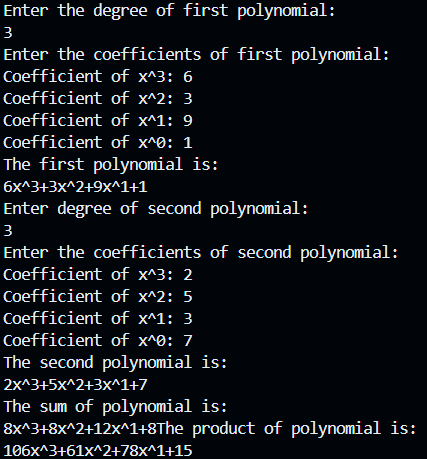 Enter the degree of first polynomial:
3
Enter the coefficients of first polynomial:
Coefficient of x^3: 6
Coefficient of x^2: 3
Coefficient of x^1: 9
Coefficient of x^0: 1
The first polynomial is:
6x^3+3x^2+9x^1+1
Enter degree of second polynomial:
3
Enter the coefficients of second polynomial:
Coefficient of x^3: 2
Coefficient of x^2: 5
Coefficient of x^1: 3
Coefficient of x^0: 7
The second polynomial is:
2x^3+5x^2+3x^1+7
The sum of polynomial is:
8x^3+8x^2+12x^1+8The product of polynomial is:
106x^3+61x^2+78x^1+15